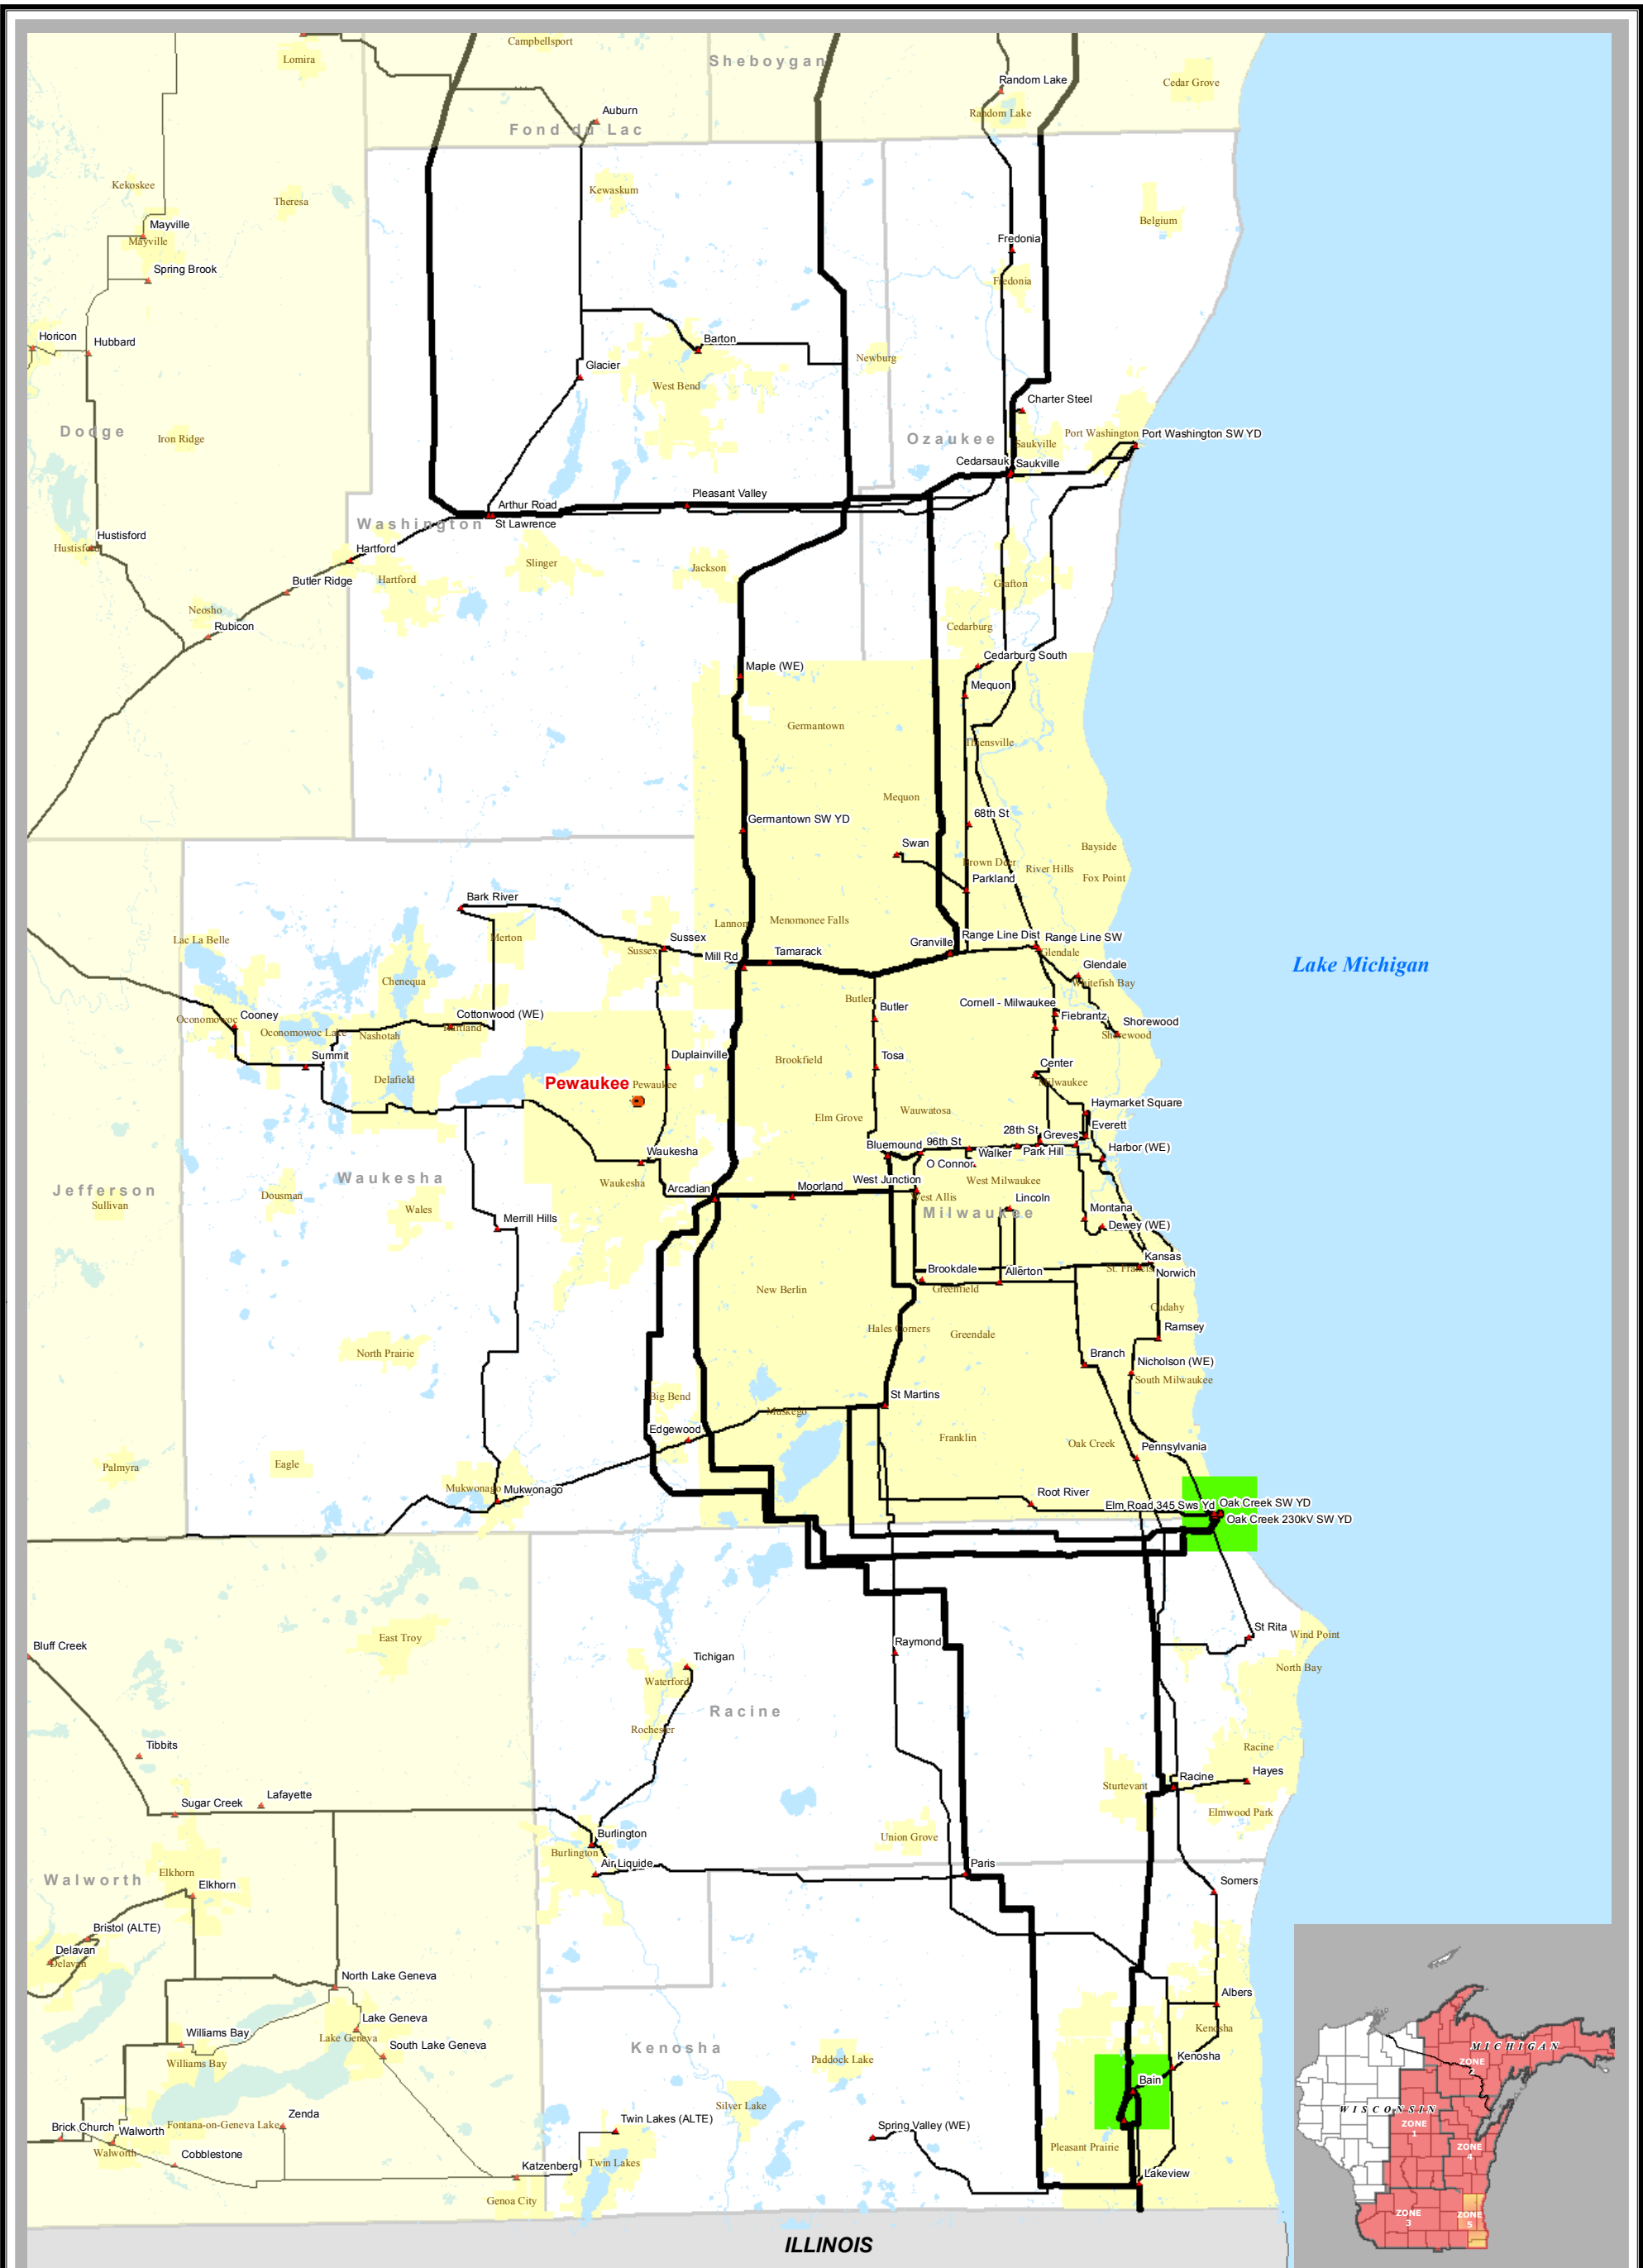 Campbellsport
Lomira
Sheboygan
Random Lake
Cedar Grove
Auburn
Random Lake
Fond du Lac
Kekoskee
Kewaskum
Theresa
Belgium
Mayville
Mayville
Fredonia
Spring Brook
Fredonia
Horicon
Hubbard
Barton
Newburg
Glacier
West Bend
Charter Steel
Dodge
Iron Ridge
Ozaukee
Saukville
Port Washington
Port Washington SW YD
Cedarsauk
Saukville
Pleasant Valley
Arthur Road
Washington
St Lawrence
Hustisford
Hustisford
Hartford
Slinger
Jackson
Hartford
Butler Ridge
Grafton
Neosho
Rubicon
Cedarburg
Cedarburg South
Maple (WE)
Mequon
Germantown
Thiensville
Mequon
Germantown SW YD
68th St
Swan
Bayside
Brown Deer
River Hills
Fox Point
Parkland
Bark River
Lannon
Menomonee Falls
Lac La Belle
Merton
Sussex
Sussex
Granville
Range Line Dist
Range Line SW
Mill Rd
Tamarack
Glendale
Glendale
Lake Michigan
Chenequa
Whitefish Bay
Butler
Cornell - Milwaukee
Butler
Fiebrantz
Oconomowoc
Cooney
Cottonwood (WE)
Hartland
Shorewood
Shorewood
Oconomowoc Lake
Nashotah
Summit
Duplainville
Brookfield
Tosa
Center
Delafield
Pewaukee
Pewaukee
Milwaukee
Haymarket Square
Elm Grove
Wauwatosa
Everett
28th St
Greves
Bluemound
96th St
Walker
Park Hill
Harbor (WE)
Waukesha
O Connor
Waukesha
Waukesha
West Junction
West Milwaukee
Jefferson
Arcadian
Moorland
West Allis
Lincoln
Dousman
Sullivan
Wales
Milwaukee
Montana
Merrill Hills
Dewey (WE)
Kansas
Brookdale
Allerton
St. Francis
Norwich
New Berlin
Greenfield
Cudahy
Hales Corners
Greendale
Ramsey
North Prairie
Branch
Nicholson (WE)
South Milwaukee
Big Bend
St Martins
Muskego
Edgewood
Franklin
Oak Creek
Pennsylvania
Palmyra
Eagle
Mukwonago
Mukwonago
Root River
Elm Road 345 Sws Yd
Oak Creek SW YD
Oak Creek 230kV SW YD
St Rita
Wind Point
Bluff Creek
East Troy
Raymond
Tichigan
Waterford
North Bay
Racine
Rochester
Tibbits
Racine
Racine
Hayes
Sturtevant
Lafayette
Sugar Creek
Elmwood Park
Burlington
Union Grove
Burlington
Air Liquide
Paris
Elkhorn
Walworth
Elkhorn
Somers
Bristol (ALTE)
Delavan
Delavan
North Lake Geneva
Albers
Lake Geneva
Williams Bay
Lake Geneva
Kenosha
South Lake Geneva
Kenosha
Williams Bay
Paddock Lake
Kenosha
Bain
Silver Lake
Zenda
Fontana-on-Geneva Lake
Twin Lakes (ALTE)
Spring Valley (WE)
Brick Church
Walworth
Walworth
Pleasant Prairie
Cobblestone
Katzenberg
Twin Lakes
Lakeview
Genoa City
ILLINOIS
MICHIGAN
ZONE
WISCONSIN
ZONE
1
ZONE
4
ZONE
3
ZONE
5